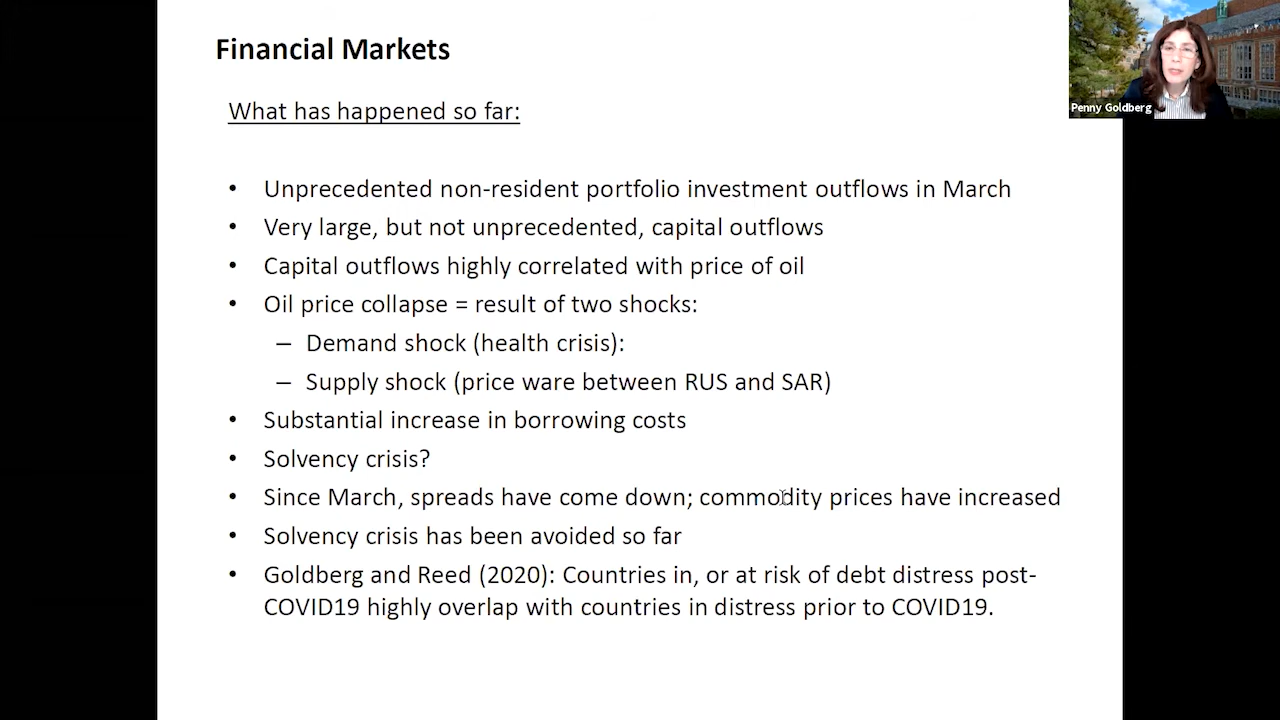 Financial Markets
Penny Goldberg
What has happened so far:
• Unprecedented non-resident portfolio investment outflows in March
• Very large, but not unprecedented, capital outflows
• Capital outflows highly correlated with price of oil
• Oil price collapse = result of two shocks:
– Demand shock (health crisis):
– Supply shock (price ware between RUS and SAR)
• Substantial increase in borrowing costs
• Solvency crisis?
• Since March, spreads have come down; commodity prices have increased
• Solvency crisis has been avoided so far
• Goldberg and Reed (2020): Countries in, or at risk of debt distress post-
COVID19 highly overlap with countries in distress prior to COVID19.